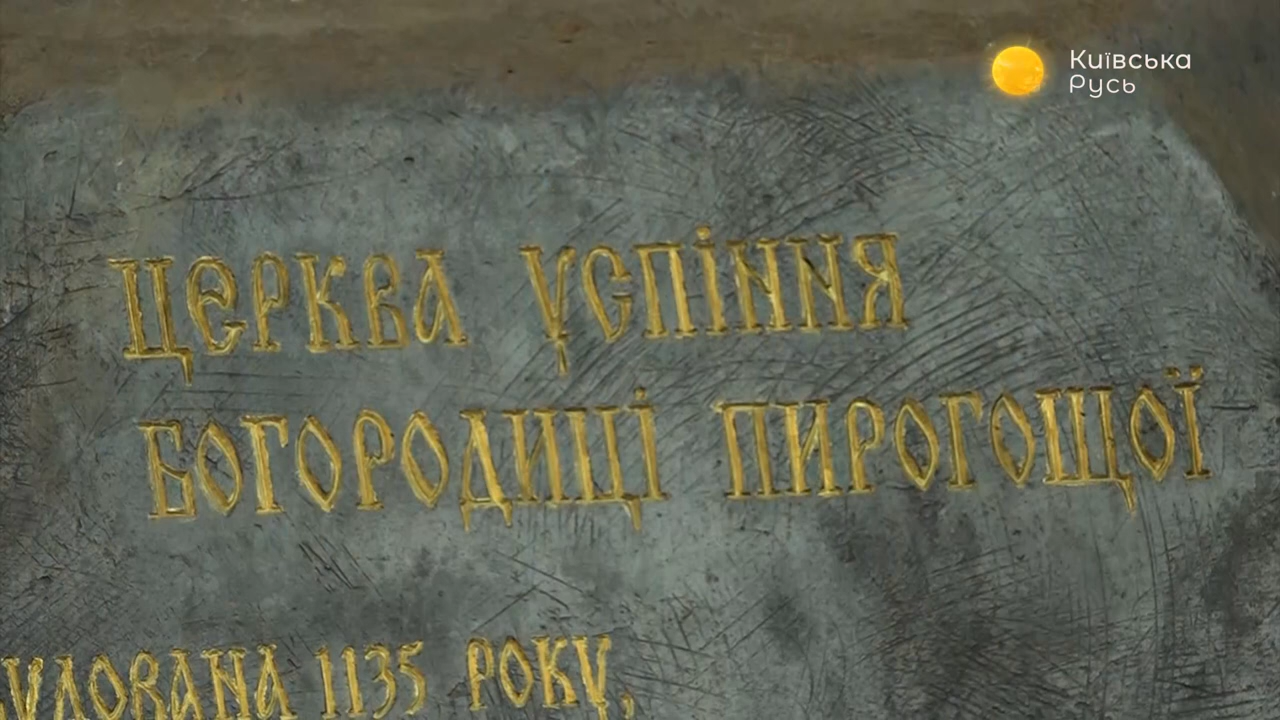 Київська
Русь
ЦЕРКВА УСПІННЯ
БОГОРОДИЦІ ПИРОГОЩОЇ
1135 РОКУ,